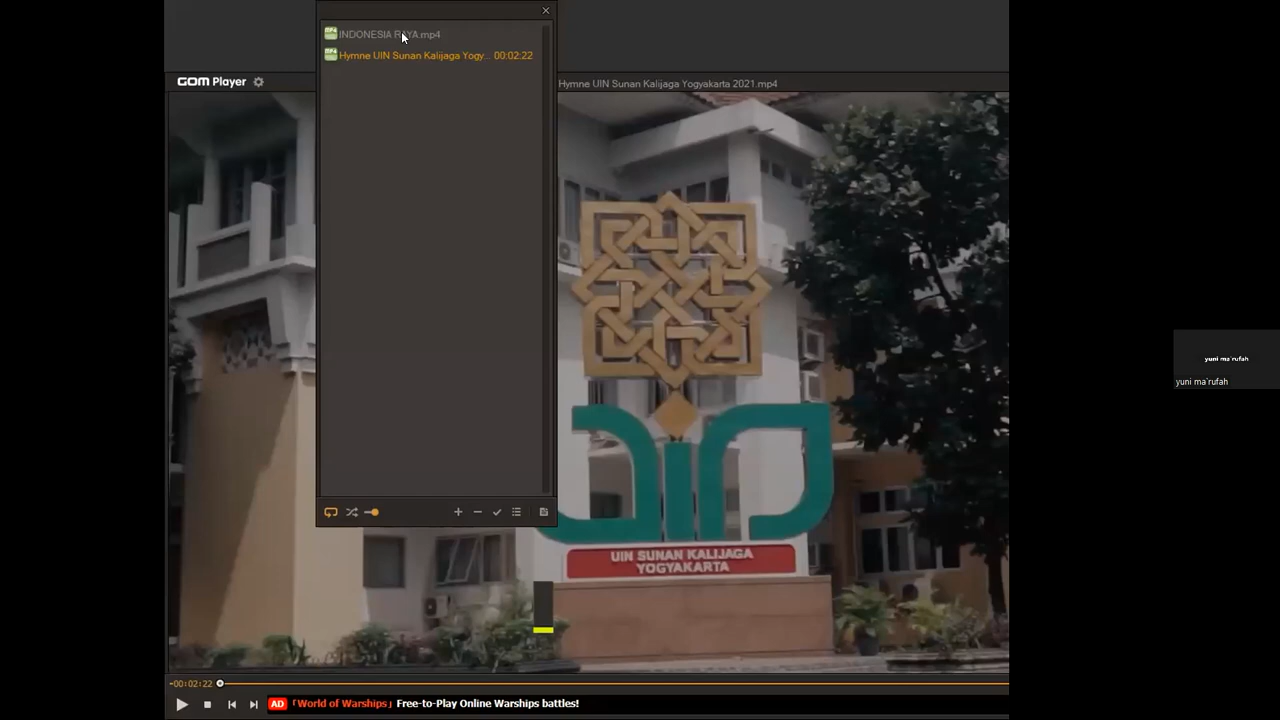 INDONESIA RAYA.mp4
Hymne UIN Sunan Kalijaga Yogy... 00:02:22
GOM Player
Hymne UIN Sunan Kalijaga Yogyakarta 2021.mp4
UIN SUNAN KALIJAGA
YOGYAKARTA
yuni ma`rufah
yuni ma`rufah
-00:02:22
AD 「World of Warships」 Free-to-Play Online Warships battles!